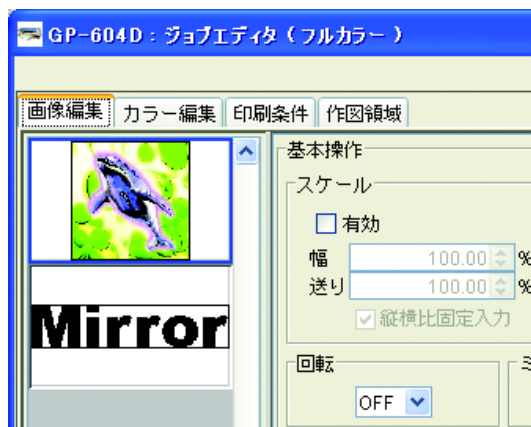 GP-604D：ジョブエディタ（フルカラー）
画像編集 カラー編集 印刷条件 作図領域
基本操作
スケール
有効
幅 100.00 %
送り 100.00 %
縦横比固定入力
Mirror
回転 ミ
OFF